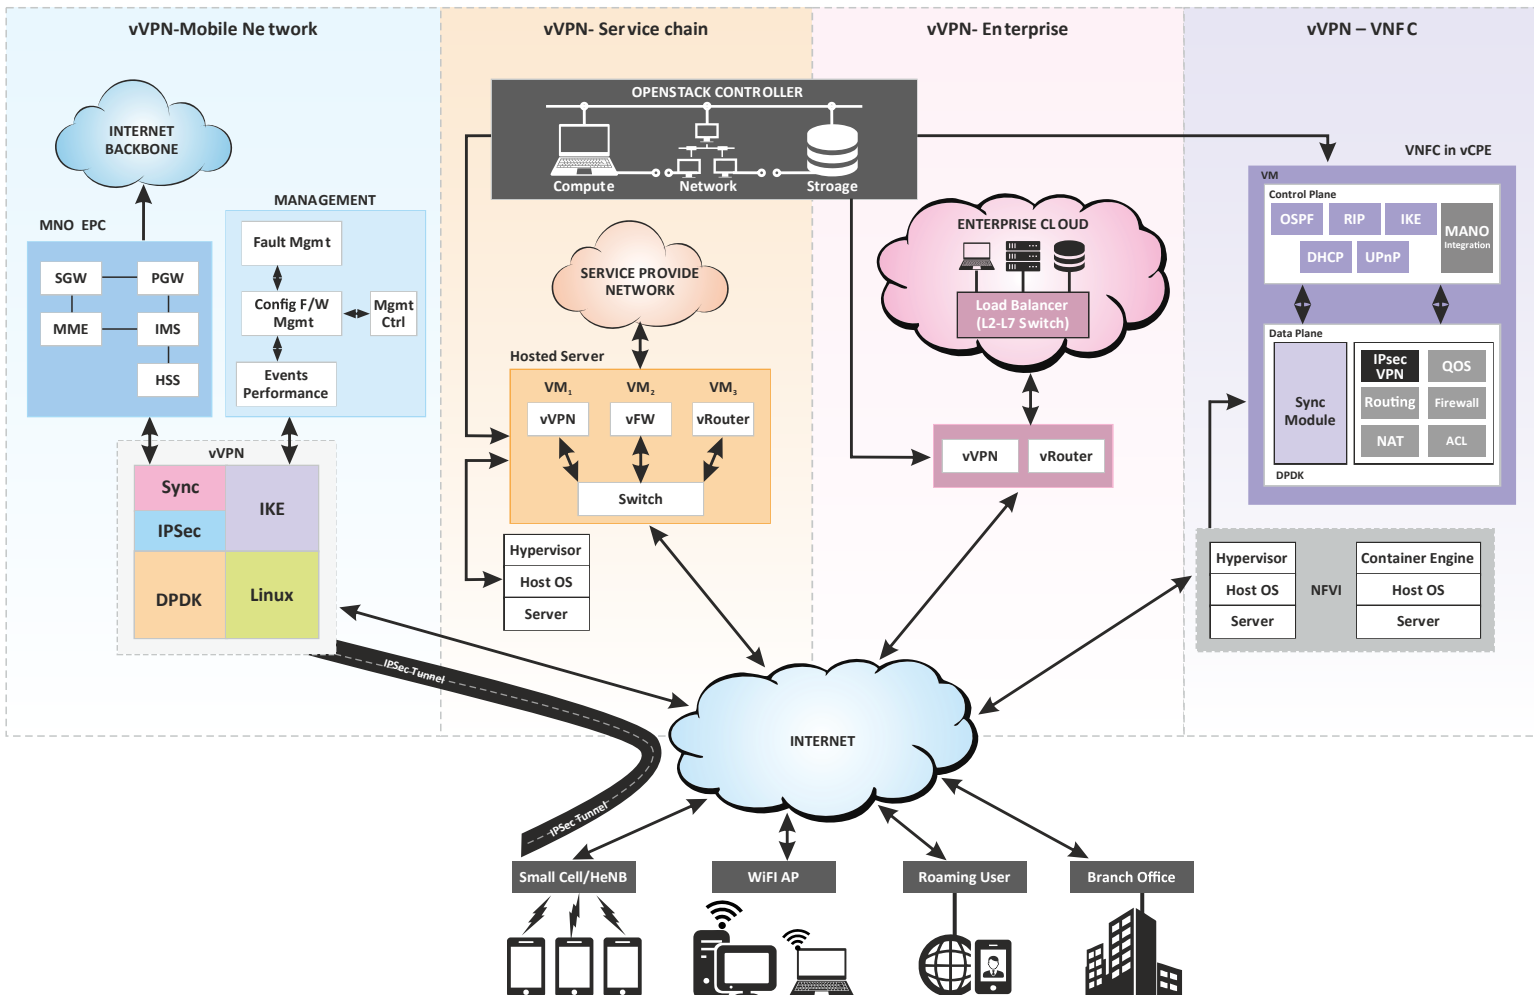 vVPN-Mobile Network
vVPN- Service chain
vVPN- Enterprise
vVPN – VNFC
INTERNET
BACKBONE
MNO EPC
SGW
PGW
MME
IMS
HSS
MANAGEMENT
Fault Mgmt
Config F/W
Mgmt
Mgmt
Ctrl
Events
Performance
vVPN
Sync
IPSec
IKE
DPDK
Linux
IPSec Tunnel
IPSec Tunnel
OPENSTACK CONTROLLER
Compute
Network
Stroage
SERVICE PROVIDE
NETWORK
Hosted Server
VM1
VM2
VM3
vVPN
vFW
vRouter
Switch
Hypervisor
Host OS
Server
ENTERPRISE CLOUD
Load Balancer
(L2-L7 Switch)
vVPN
vRouter
VNFC in vCPE
VM
Control Plane
OSPF
RIP
IKE
MANO
Integration
DHCP
UPnP
Data Plane
Sync
Module
IPsec
VPN
QOS
Routing
Firewall
NAT
ACL
DPDK
Hypervisor
Host OS
Server
NFVI
Container Engine
Host OS
Server
INTERNET
Small Cell/HeNB
WiFI AP
Roaming User
Branch Office